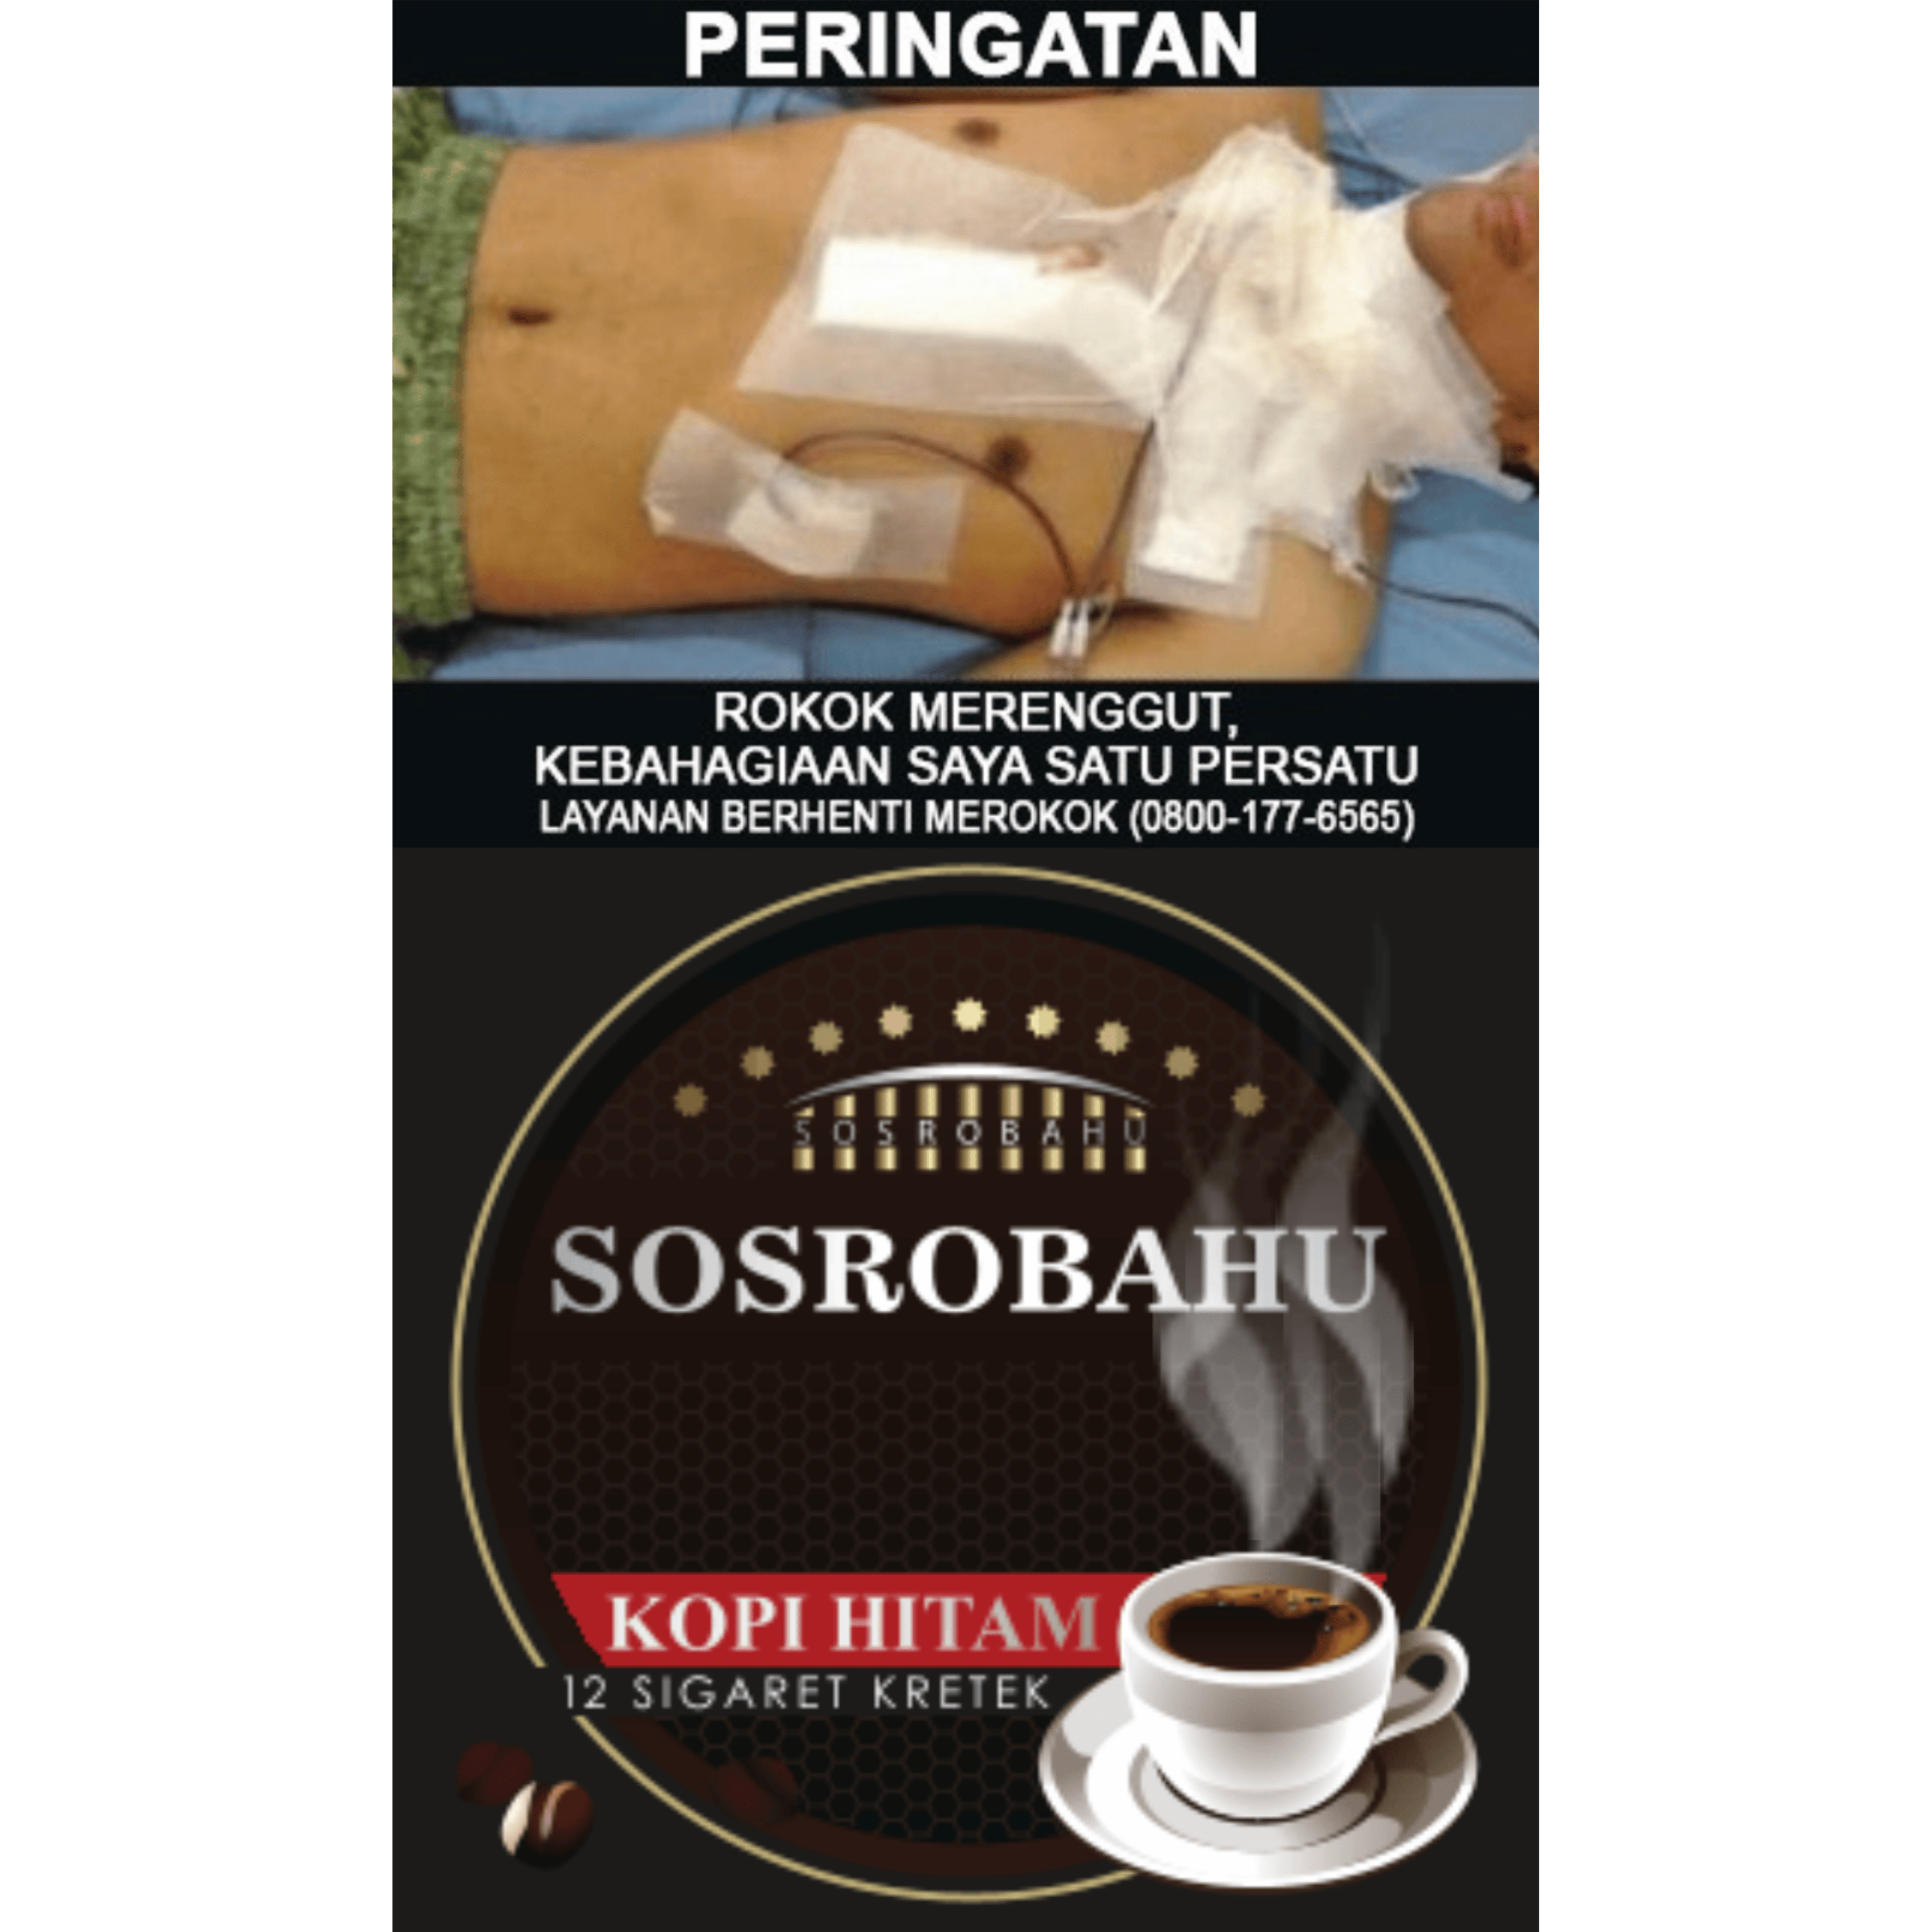 PERINGATAN
ROKOK MERENGGUT,
KEBAHAGIAAN SAYA SATU PERSATU
LAYANAN BERHENTI MEROKOK (0800-177-6565)
SOSROBAHU
SOSROBAHU
KOPI HITAM
12 SIGARET KRETEK